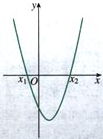 y
x₁ O x₂ x